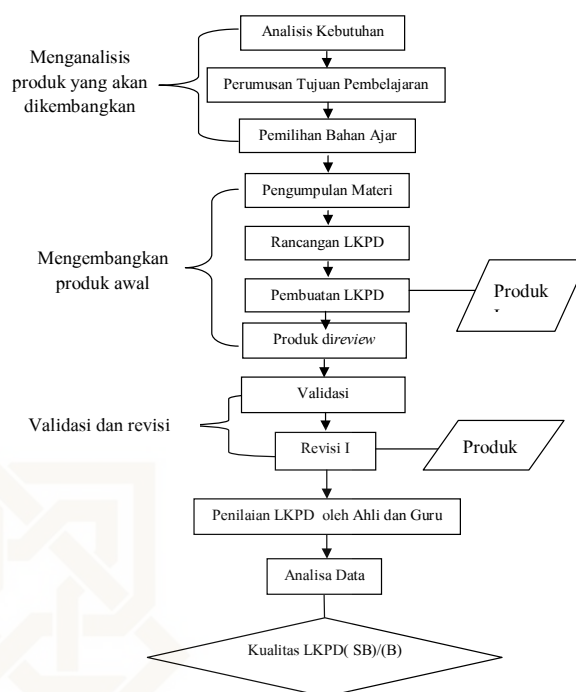 Analisis Kebutuhan
Menganalisis
produk yang akan
dikembangkan
Perumusan Tujuan Pembelajaran
Pemilihan Bahan Ajar
Pengumpulan Materi
Rancangan LKPD
Mengembangkan
produk awal
Pembuatan LKPD
Produk
Produk direview
Validasi
Validasi dan revisi
Revisi I
Produk
Penilaian LKPD oleh Ahli dan Guru
Analisa Data
Kualitas LKPD( SB)/(B)